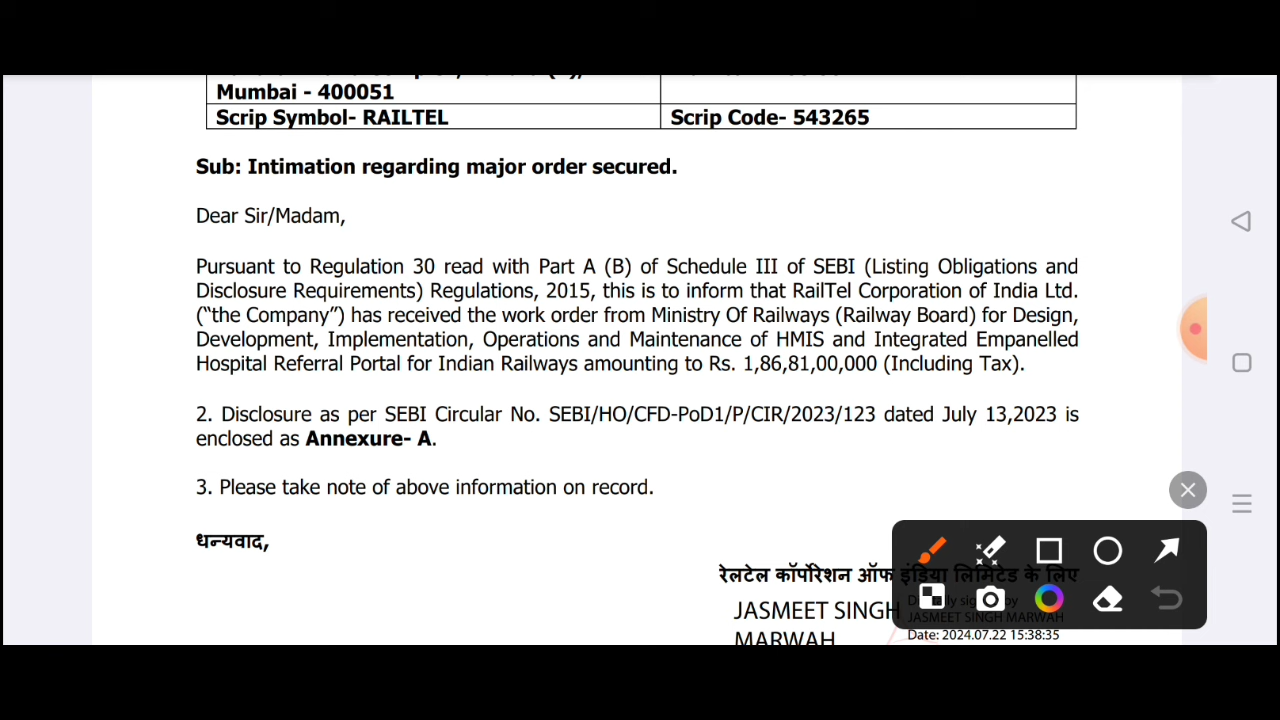 Mumbai - 400051
Scrip Symbol- RAILTEL
Scrip Code- 543265
Sub: Intimation regarding major order secured.
Dear Sir/Madam,
Pursuant to Regulation 30 read with Part A (B) of Schedule III of SEBI (Listing Obligations and
Disclosure Requirements) Regulations, 2015, this is to inform that RailTel Corporation of India Ltd.
("the Company") has received the work order from Ministry Of Railways (Railway Board) for Design,
Development, Implementation, Operations and Maintenance of HMIS and Integrated Empanelled
Hospital Referral Portal for Indian Railways amounting to Rs. 1,86,81,00,000 (Including Tax).
2. Disclosure as per SEBI Circular No. SEBI/HO/CFD-PoD1/P/CIR/2023/123 dated July 13,2023 is
enclosed as Annexure- A.
3. Please take note of above information on record.
धन्यवाद,
रेलटेल कॉर्पोरेशन ऑफ इंडिया लिमिटेड के लिए
JASMEET SINGH
MARWAH
JASMEET SINGH MARWAH
Date: 2024.07.22 15:38:35